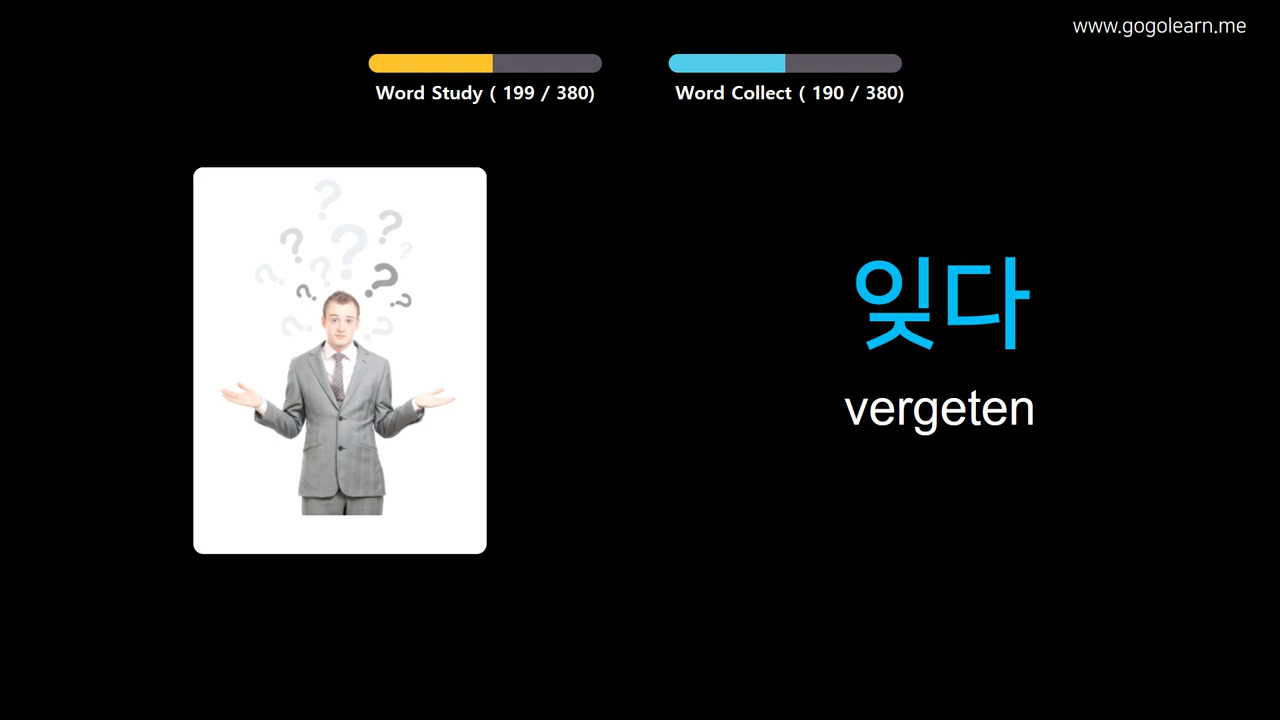 www.gogolearn.me
Word Study ( 199 / 380)
Word Collect ( 190 / 380)
잊다
vergeten